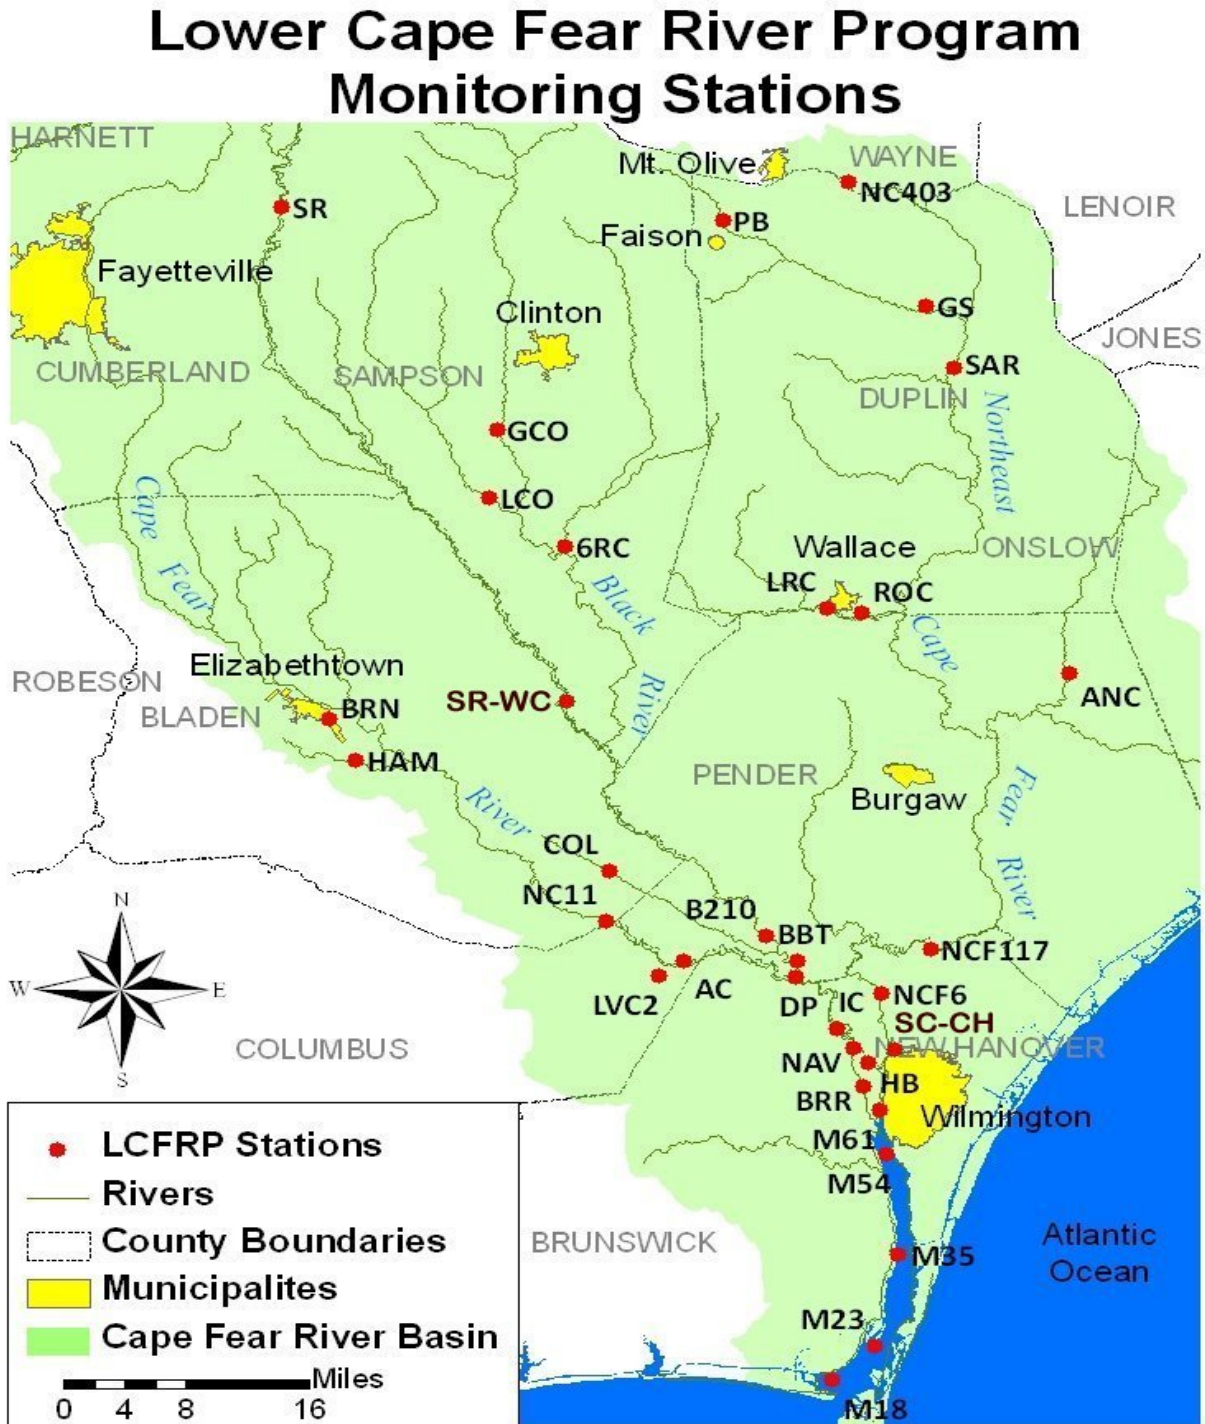 Lower Cape Fear River Program
Monitoring Stations
HARNETT
Mt. Olive
WAYNE
NC403
LENOIR
SR
PB
Faison
Fayetteville
GS
Clinton
JONES
CUMBERLAND
SAMPSON
SAR
DUPLIN
Northeast
GCO
Cape
LCO
6RC
Wallace
ONSLOW
Fear
Black
LRC
ROC
Cape
Elizabethtown
ROBESON
BLADEN
BRN
SR-WC
River
ANC
HAM
PENDER
Burgaw
Fear
River
COL
River
NC11
B210
BBT
NCF117
N
W
E
S
LVC2
AC
DP
IC
NCF6
SC-CH
COLUMBUS
NEW HANOVER
NAV
HB
BRR
Wilmington
M61
M54
LCFRP Stations
Rivers
County Boundaries
Municipalites
Cape Fear River Basin
Miles
0 4 8 16
BRUNSWICK
Atlantic
Ocean
M35
M23
M18